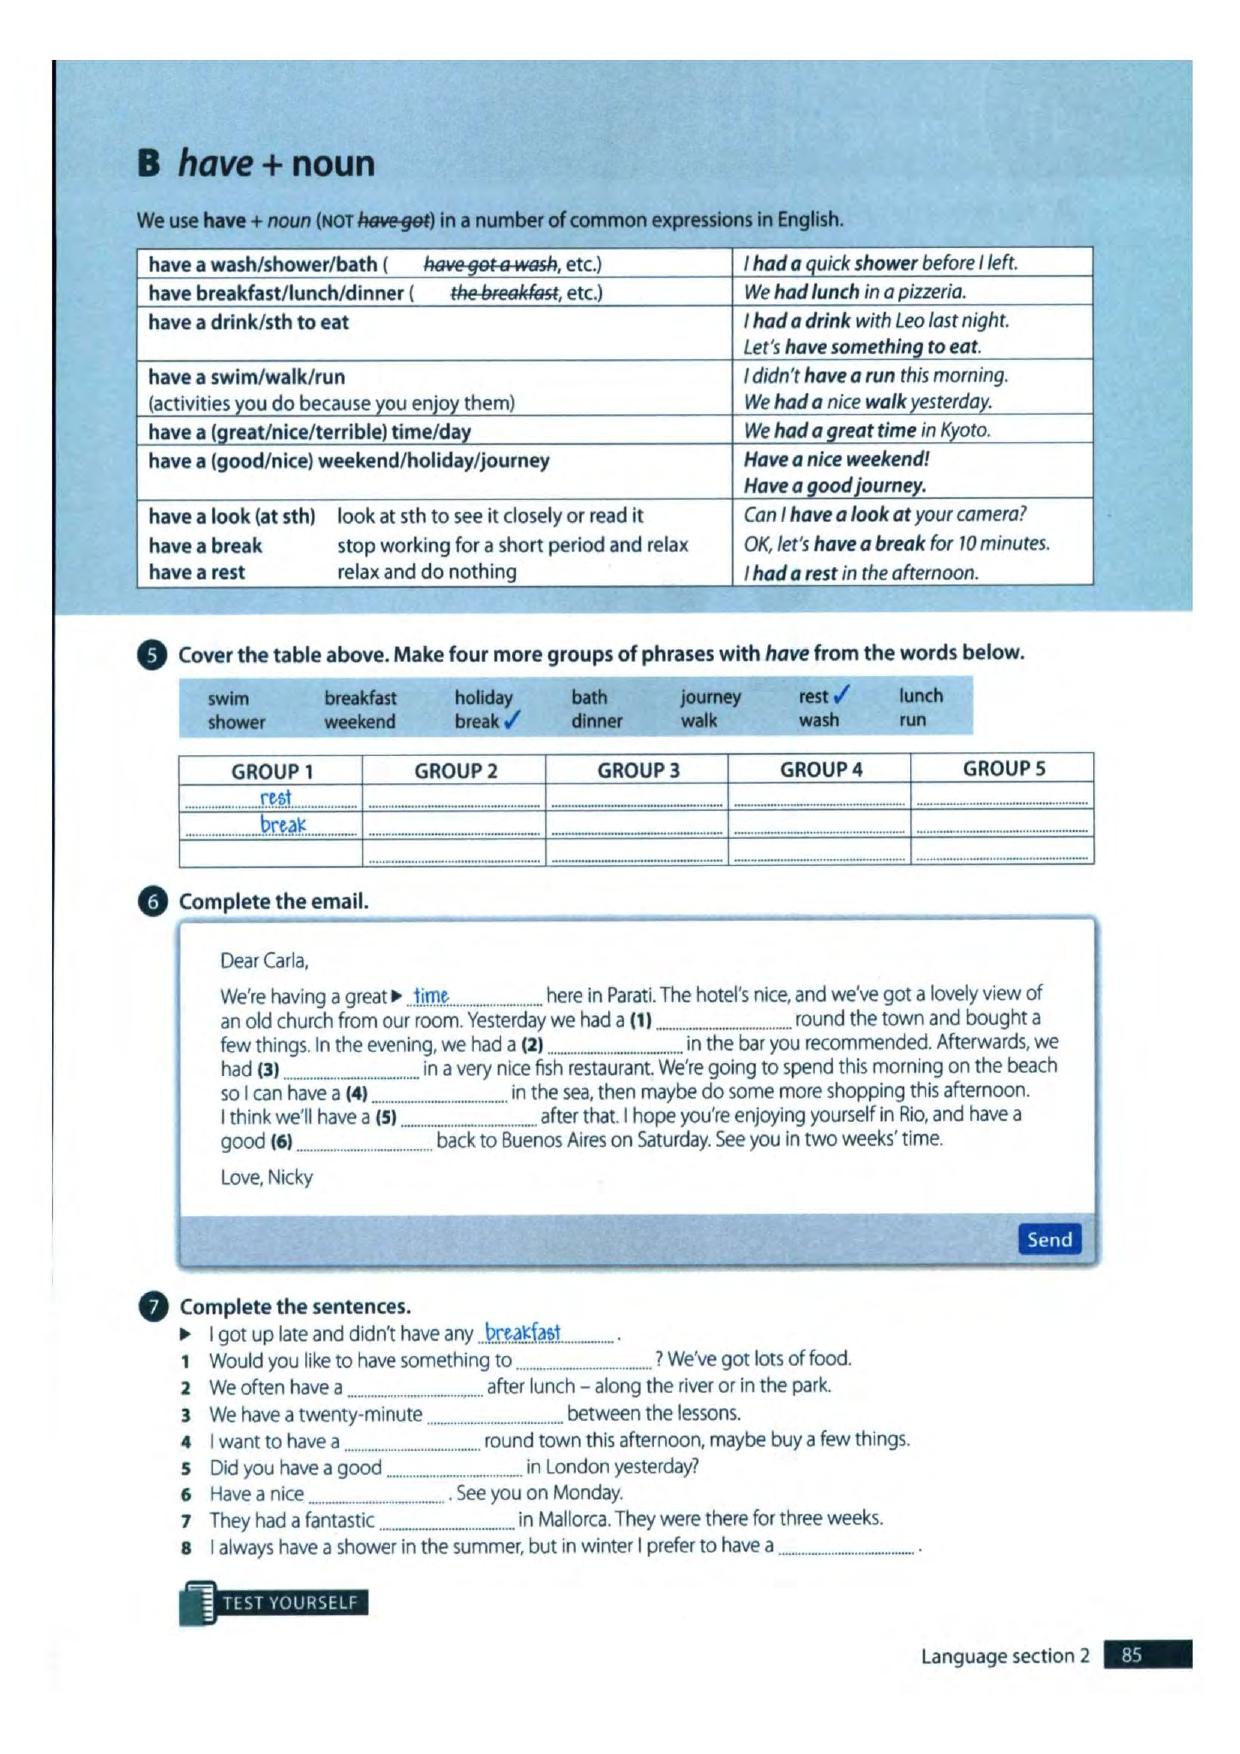 B have + noun
We use have + noun (NOT have got) in a number of common expressions in English.
have a wash/shower/bath ( have got a wash, etc.) I had a quick shower before I left.
have breakfast/lunch/dinner ( the breakfast, etc.) We had lunch in a pizzeria.
have a drink/sth to eat I had a drink with Leo last night.
Let's have something to eat.
have a swim/walk/run I didn't have a run this morning.
(activities you do because you enjoy them) We had a nice walk yesterday.
have a (great/nice/terrible) time/day We had a great time in Kyoto.
have a (good/nice) weekend/holiday/journey Have a nice weekend!
Have a good journey.
have a look (at sth) look at sth to see it closely or read it Can I have a look at your camera?
have a break stop working for a short period and relax OK, let's have a break for 10 minutes.
have a rest relax and do nothing I had a rest in the afternoon.
5 Cover the table above. Make four more groups of phrases with have from the words below.
swim breakfast holiday bath journey rest ✓ lunch
shower weekend break ✓ dinner walk wash run
GROUP 1 GROUP 2 GROUP 3 GROUP 4 GROUP 5
rest
break
6 Complete the email.
Dear Carla,
We're having a great ▶ time here in Parati. The hotel's nice, and we've got a lovely view of
an old church from our room. Yesterday we had a (1) round the town and bought a
few things. In the evening, we had a (2) in the bar you recommended. Afterwards, we
had (3) in a very nice fish restaurant. We're going to spend this morning on the beach
so I can have a (4) in the sea, then maybe do some more shopping this afternoon.
I think we'll have a (5) after that. I hope you're enjoying yourself in Rio, and have a
good (6) back to Buenos Aires on Saturday. See you in two weeks' time.
Love, Nicky
Send
7 Complete the sentences.
▶ I got up late and didn't have any breakfast .
1 Would you like to have something to ? We've got lots of food.
2 We often have a after lunch – along the river or in the park.
3 We have a twenty-minute between the lessons.
4 I want to have a round town this afternoon, maybe buy a few things.
5 Did you have a good in London yesterday?
6 Have a nice . See you on Monday.
7 They had a fantastic in Mallorca. They were there for three weeks.
8 I always have a shower in the summer, but in winter I prefer to have a .
TEST YOURSELF
Language section 2 85